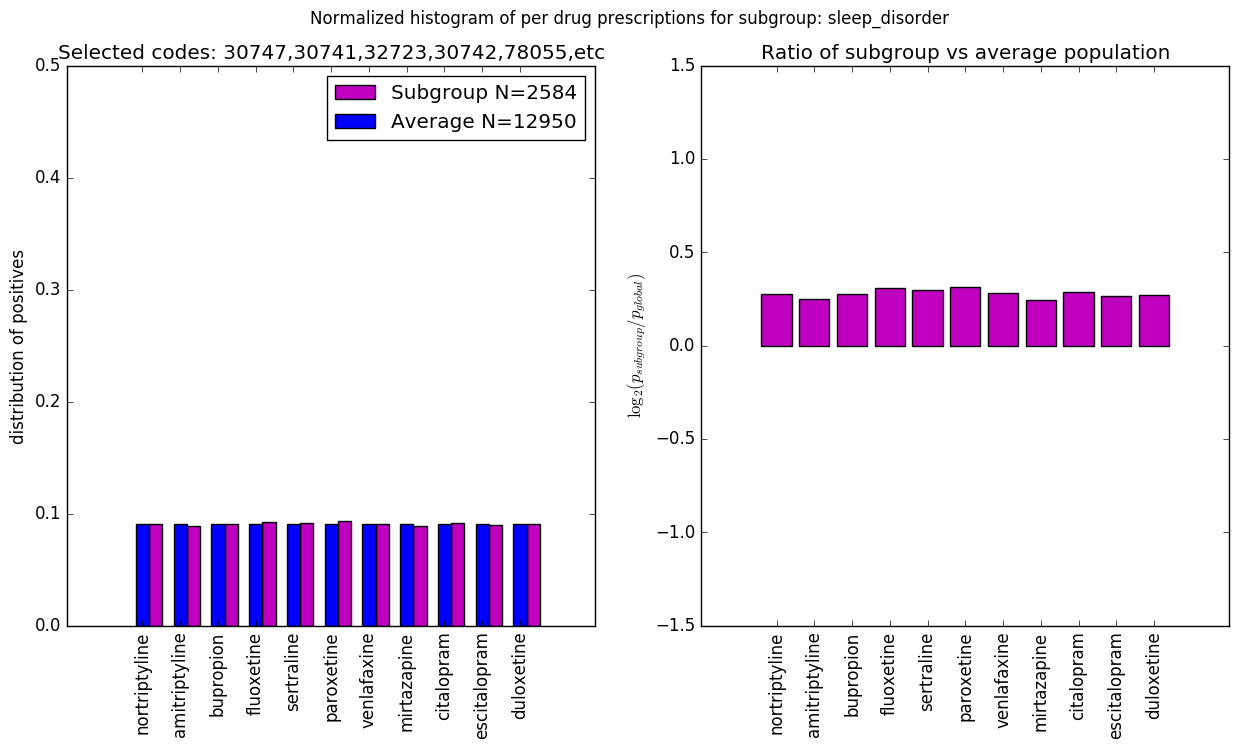 Normalized histogram of per drug prescriptions for subgroup: sleep_disorder
Selected codes: 30747,30741,32723,30742,78055,etc
0.5
0.4
0.3
0.2
0.1
0.0
distribution of positives
Subgroup N=2584
Average N=12950
nortriptyline
amitriptyline
bupropion
fluoxetine
sertraline
paroxetine
venlafaxine
mirtazapine
citalopram
escitalopram
duloxetine
Ratio of subgroup vs average population
1.5
1.0
0.5
0.0
−0.5
−1.0
−1.5
log2(psubgroup/pglobal)
nortriptyline
amitriptyline
bupropion
fluoxetine
sertraline
paroxetine
venlafaxine
mirtazapine
citalopram
escitalopram
duloxetine